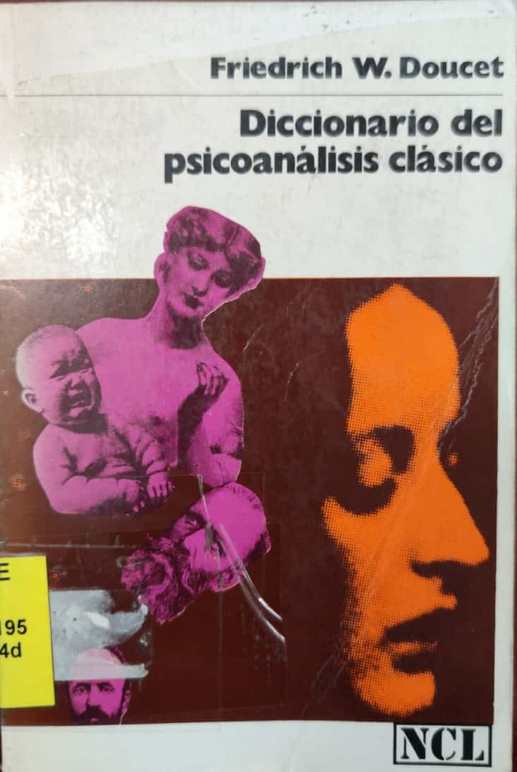 Friedrich W. Doucet
Diccionario del
psicoanálisis clásico
E
195
4d
NCL